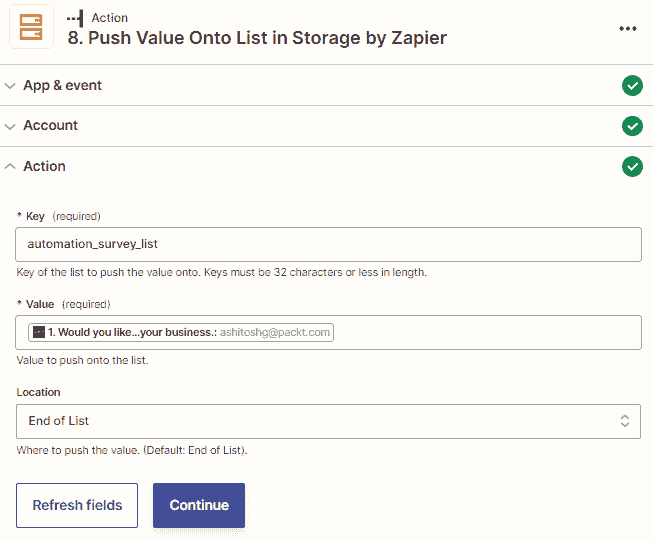 Action
8. Push Value Onto List in Storage by Zapier
App & event
Account
Action
* Key (required)
automation_survey_list
Key of the list to push the value onto. Keys must be 32 characters or less in length.
* Value (required)
1. Would you like...your business.: ashitoshg@packt.com
Value to push onto the list.
Location
End of List
Where to push the value. (Default: End of List).
Refresh fields Continue